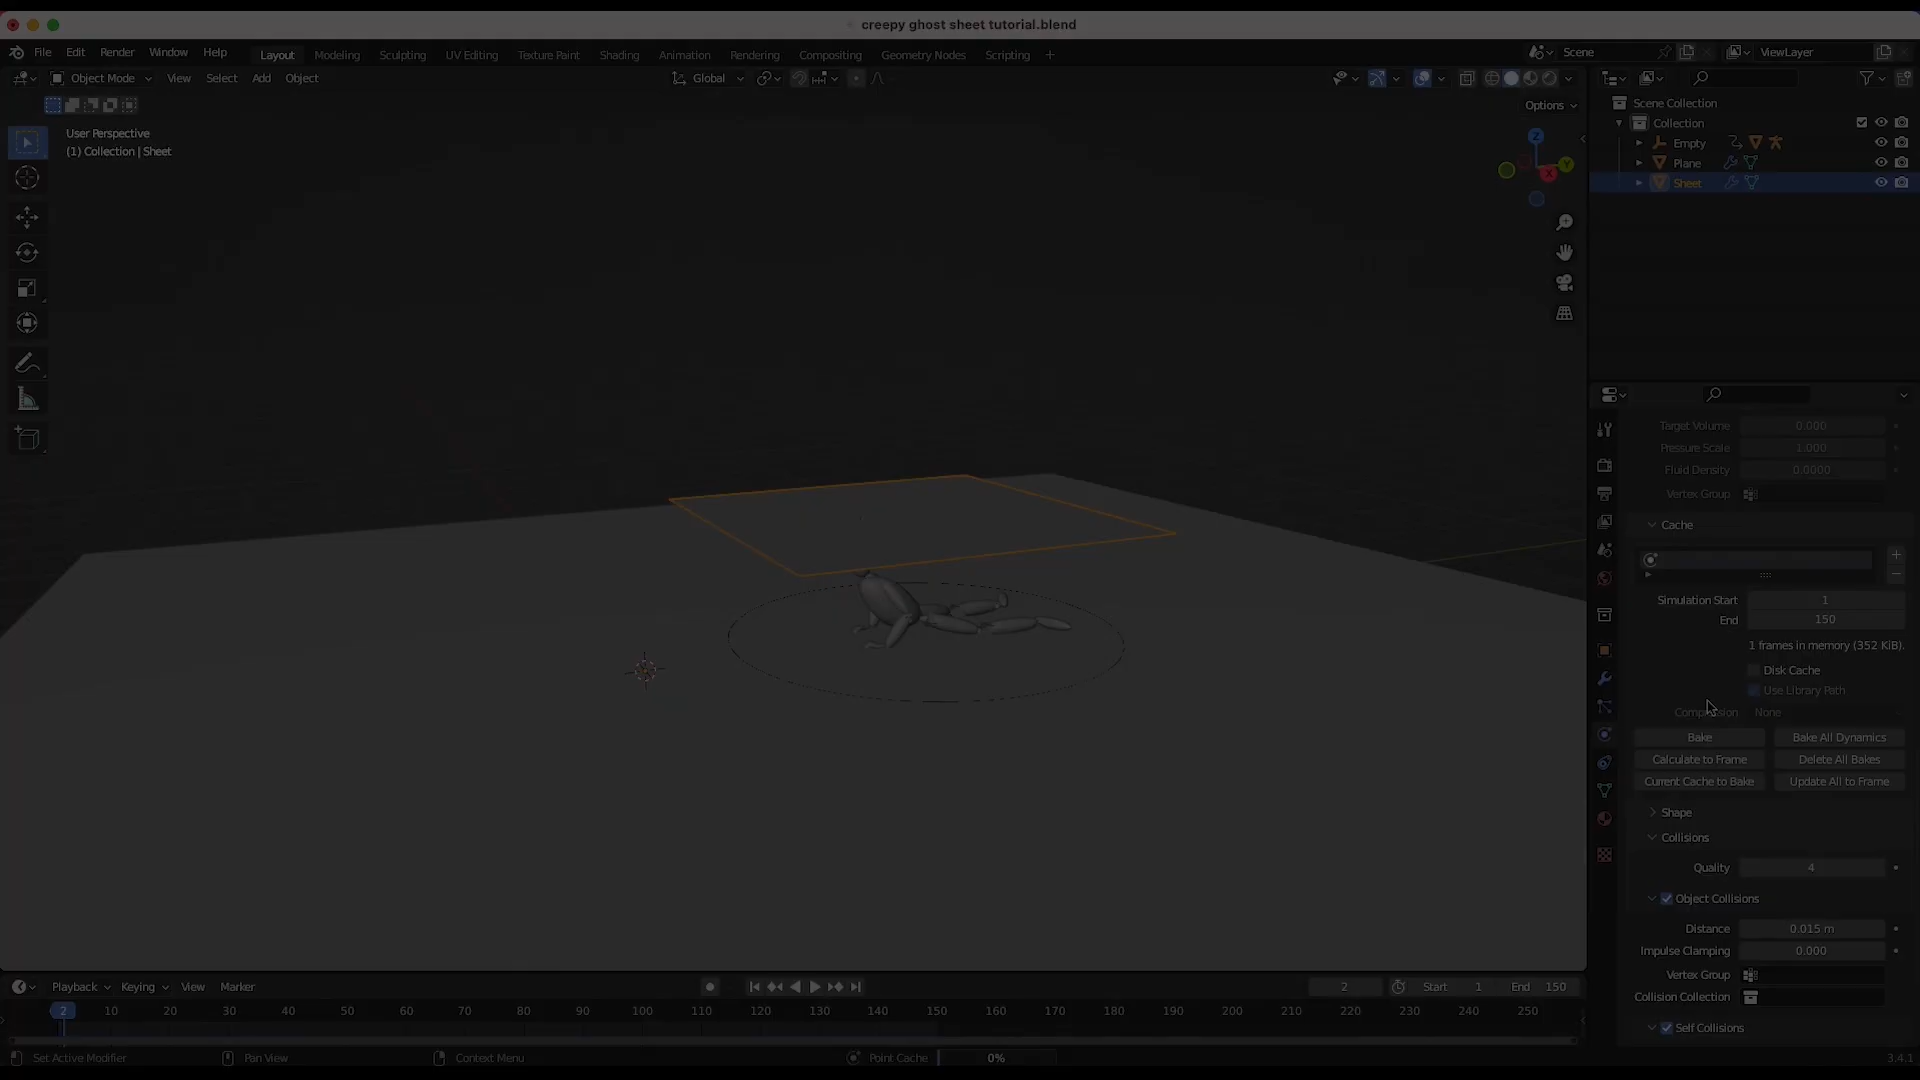 creepy ghost sheet tutorial.blend
File Edit Render Window Help
Layout Modeling Sculpting UV Editing Texture Paint Shading Animation Rendering Compositing Geometry Nodes Scripting +
Scene
ViewLayer
Object Mode View Select Add Object
Global
Options
User Perspective
(1) Collection | Sheet
Z
Y
X
Scene Collection
Collection
Empty
Plane
Sheet
Target Volume 0.000
Pressure Scale 1.000
Fluid Density 0.0000
Vertex Group
Cache
Simulation Start 1
End 150
1 frames in memory (352 KiB).
Disk Cache
Use Library Path
Compression None
Bake Bake All Dynamics
Calculate to Frame Delete All Bakes
Current Cache to Bake Update All to Frame
Shape
Collisions
Quality 4
Object Collisions
Distance 0.015 m
Impulse Clamping 0.000
Vertex Group
Collision Collection
Self Collisions
Playback Keying View Marker
2 Start 1 End 150
2 10 20 30 40 50 60 70 80 90 100 110 120 130 140 150 160 170 180 190 200 210 220 230 240 250
Set Active Modifier Pan View Context Menu Point Cache 0% 3.4.1